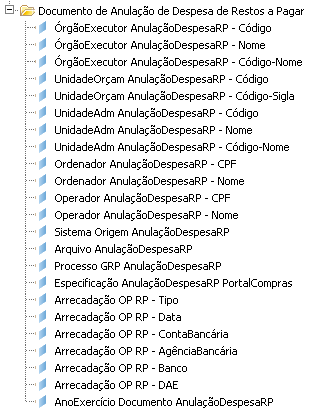 Documento de Anulação de Despesa de Restos a Pagar
ÓrgãoExecutor AnulaçãoDespesaRP - Código
ÓrgãoExecutor AnulaçãoDespesaRP - Nome
ÓrgãoExecutor AnulaçãoDespesaRP - Código-Nome
UnidadeOrçam AnulaçãoDespesaRP - Código
UnidadeOrçam AnulaçãoDespesaRP - Código-Sigla
UnidadeAdm AnulaçãoDespesaRP - Código
UnidadeAdm AnulaçãoDespesaRP - Nome
UnidadeAdm AnulaçãoDespesaRP - Código-Nome
Ordenador AnulaçãoDespesaRP - CPF
Ordenador AnulaçãoDespesaRP - Nome
Operador AnulaçãoDespesaRP - CPF
Operador AnulaçãoDespesaRP - Nome
Sistema Origem AnulaçãoDespesaRP
Arquivo AnulaçãoDespesaRP
Processo GRP AnulaçãoDespesaRP
Especificação AnulaçãoDespesaRP PortalCompras
Arrecadação OP RP - Tipo
Arrecadação OP RP - Data
Arrecadação OP RP - ContaBancária
Arrecadação OP RP - AgênciaBancária
Arrecadação OP RP - Banco
Arrecadação OP RP - DAE
AnoExercício Documento AnulaçãoDespesaRP